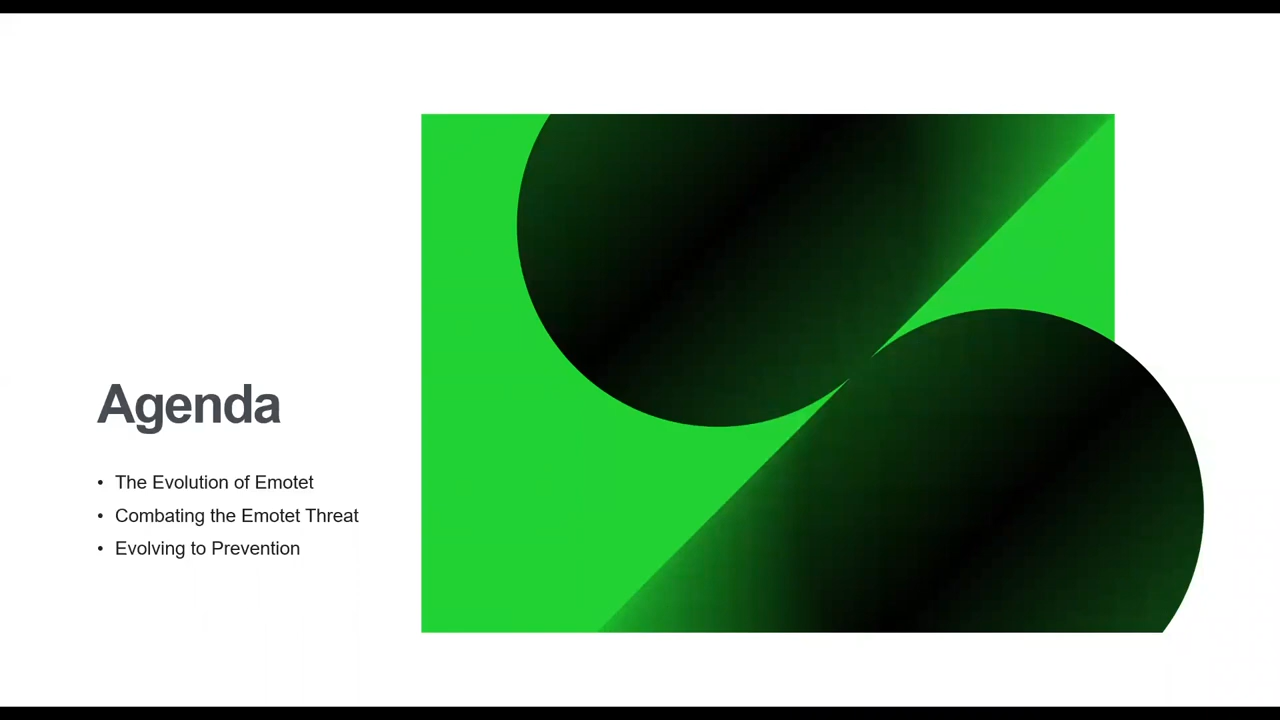 Agenda
• The Evolution of Emotet
• Combating the Emotet Threat
• Evolving to Prevention